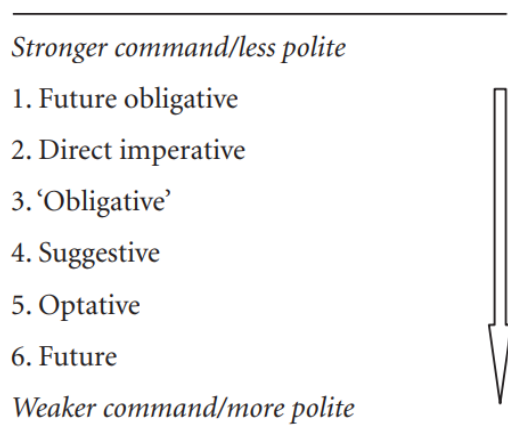 Stronger command/less polite
1. Future obligative
2. Direct imperative
3. ‘Obligative’
4. Suggestive
5. Optative
6. Future
Weaker command/more polite